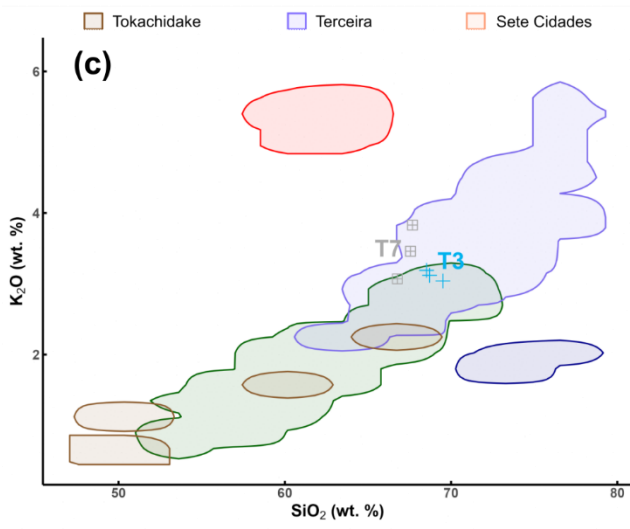 Tokachidake Terceira Sete Cidades
(c)
6
4
2
T7
T3
K₂O (wt. %)
50 60 70 80
SiO₂ (wt. %)